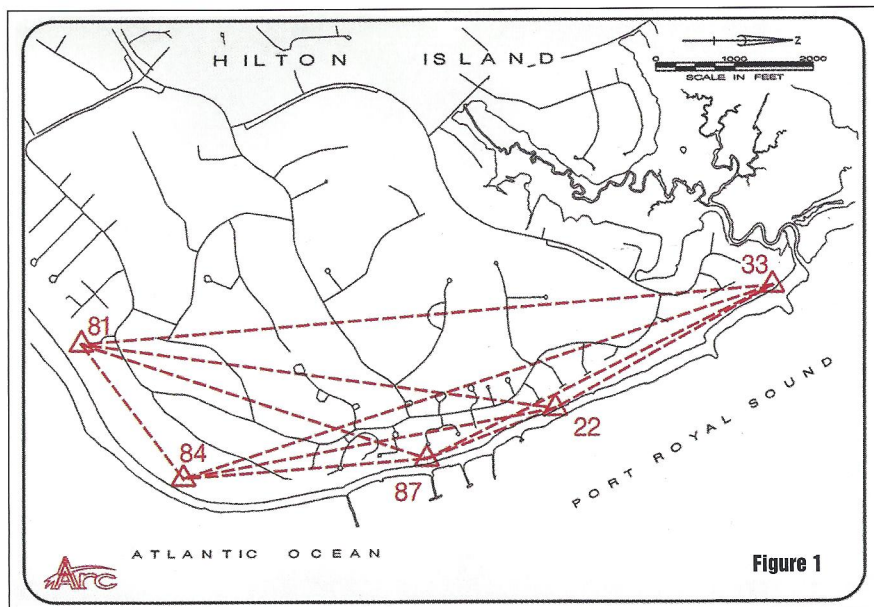 HILTON ISLAND
Z
0 1000 2000
SCALE IN FEET
33
81
22
84
87
PORT ROYAL SOUND
ATLANTIC OCEAN
Arc
Figure 1